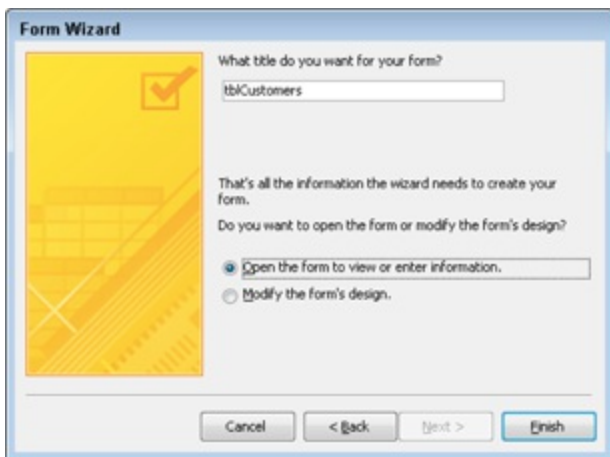 Form Wizard
What title do you want for your form?
tblCustomers
That's all the information the wizard needs to create your
form.
Do you want to open the form or modify the form's design?
Open the form to view or enter information.
Modify the form's design.
Cancel
< Back
Next >
Finish